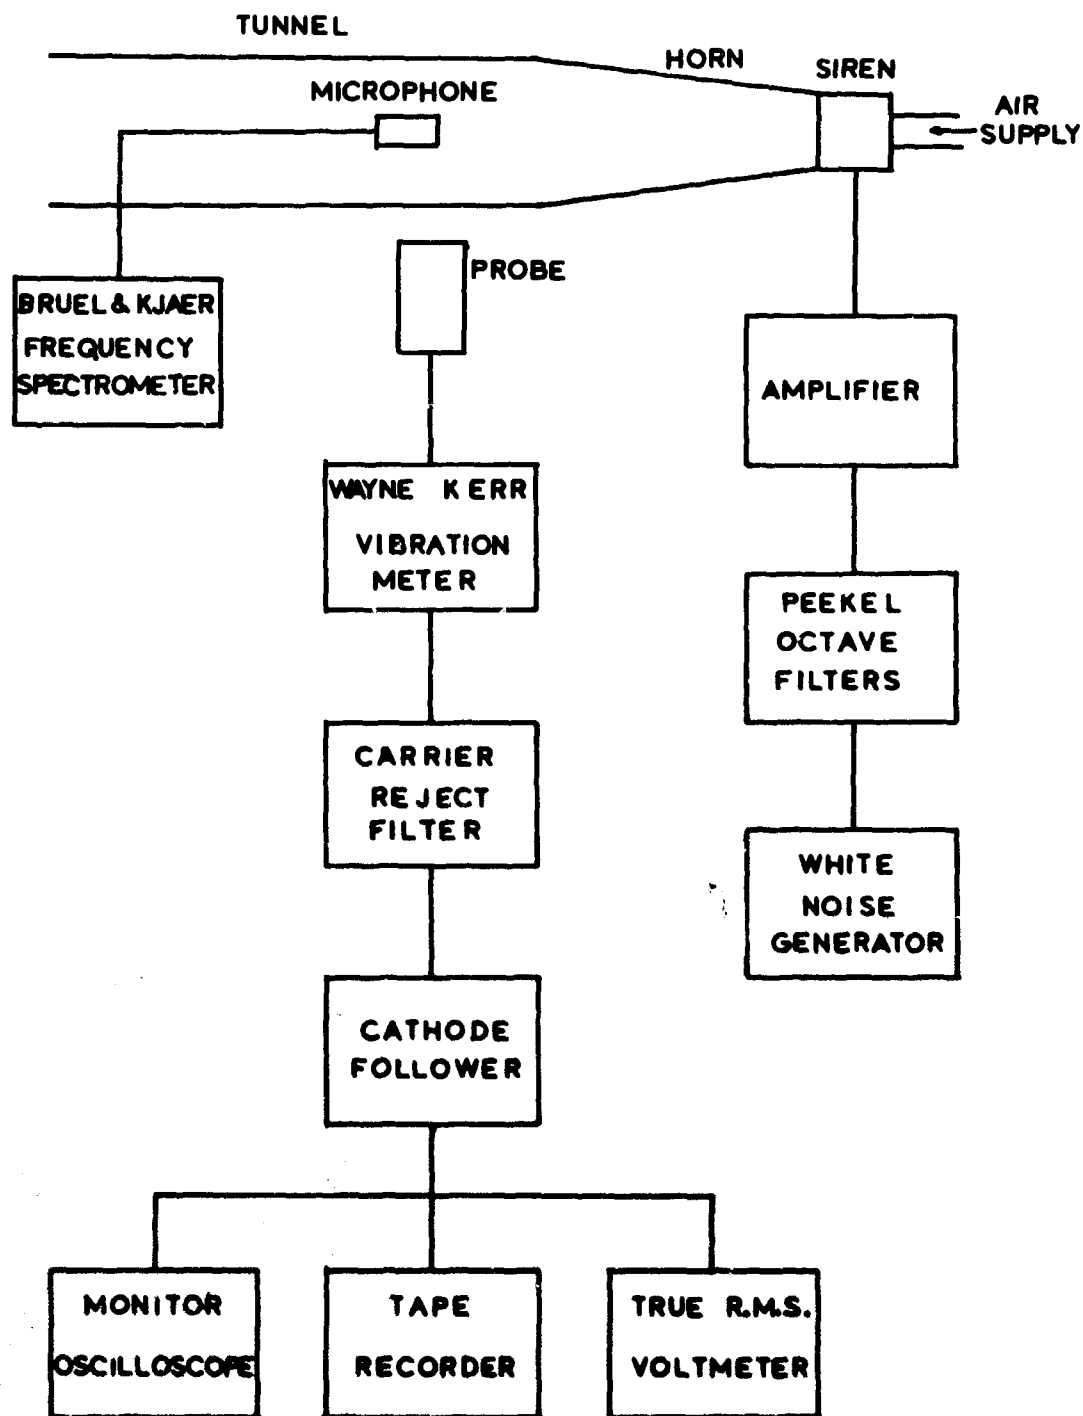 TUNNEL
HORN
SIREN
MICROPHONE
AIR
SUPPLY
PROBE
BRUEL & KJAER
FREQUENCY
SPECTROMETER
AMPLIFIER
WAYNE KERR
VIBRATION
METER
PEEKEL
OCTAVE
FILTERS
CARRIER
REJECT
FILTER
WHITE
NOISE
GENERATOR
CATHODE
FOLLOWER
MONITOR
OSCILLOSCOPE
TAPE
RECORDER
TRUE R.M.S.
VOLTMETER